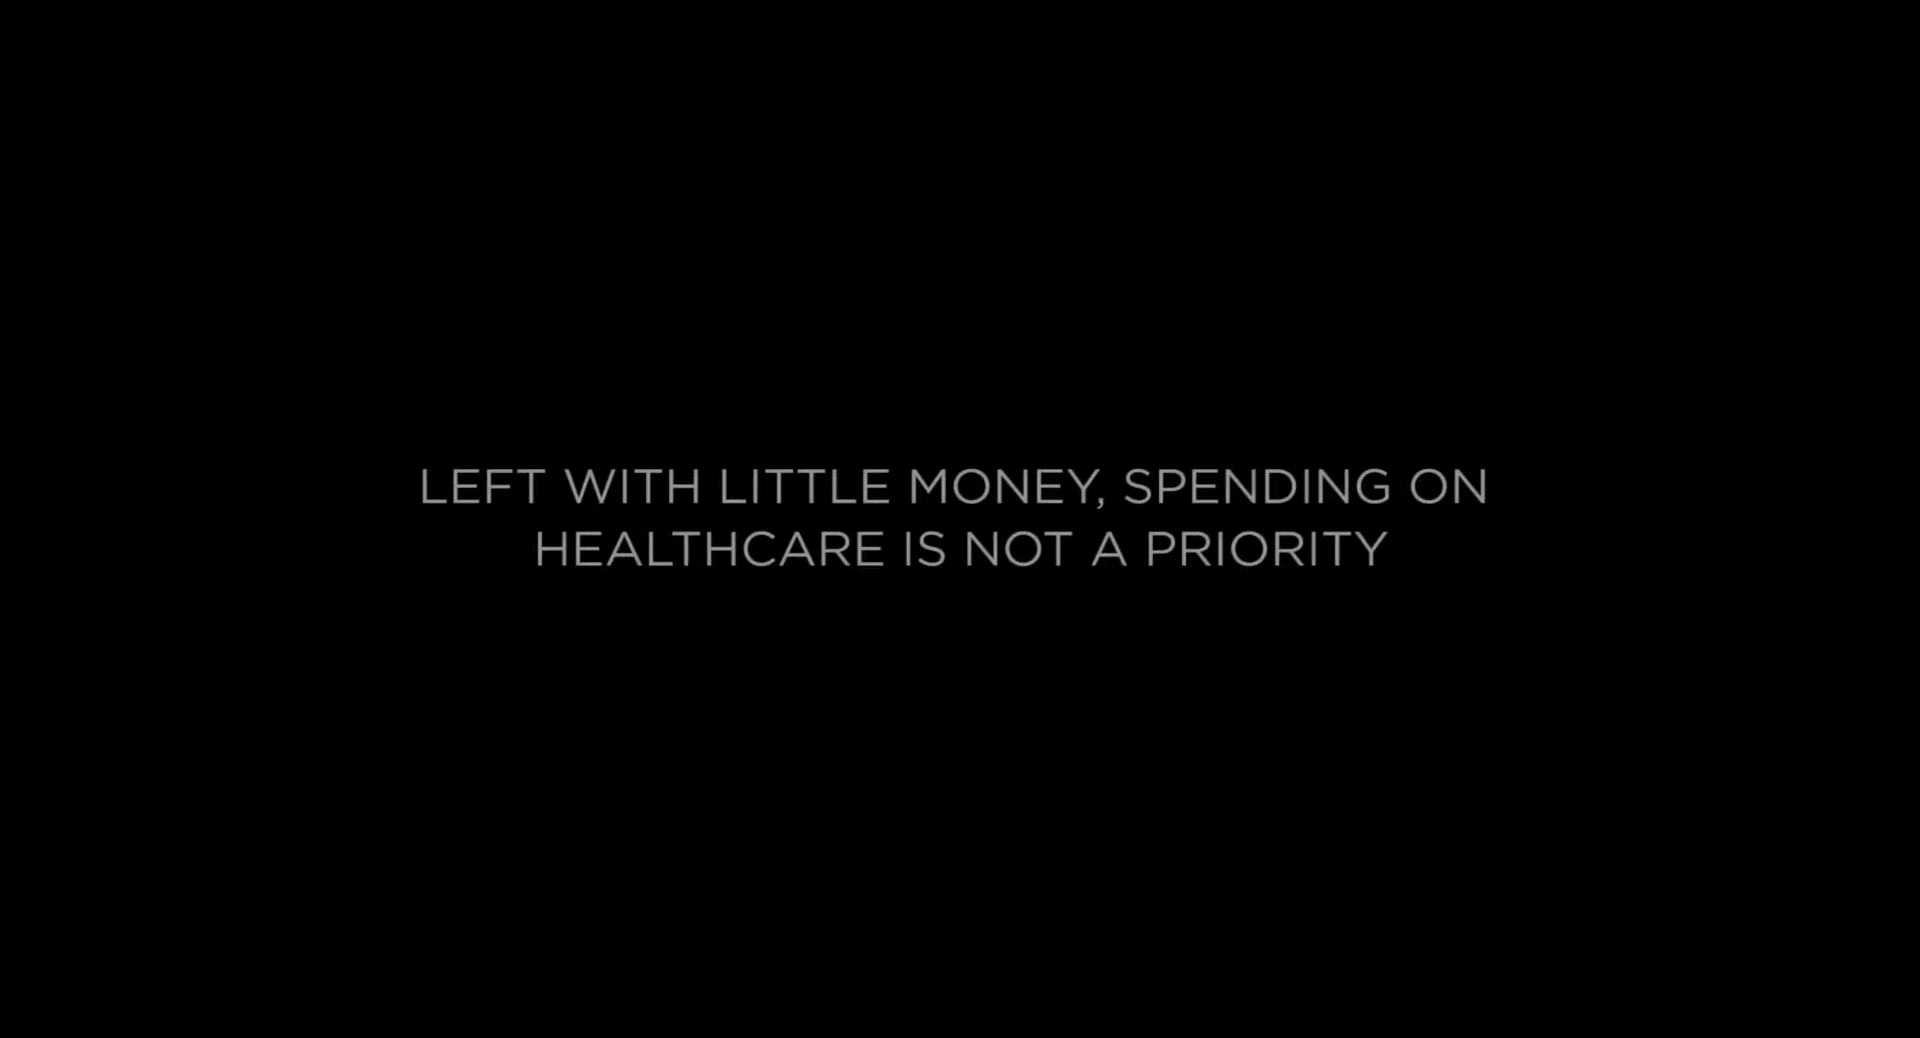 LEFT WITH LITTLE MONEY, SPENDING ON
HEALTHCARE IS NOT A PRIORITY